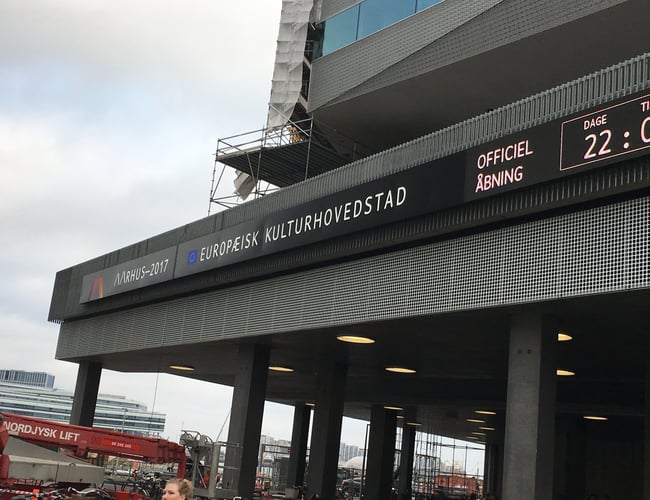 AARHUS—2017
EUROPÆISK KULTURHOVEDSTAD
OFFICIEL
ÅBNING
DAGE
22 :
NORDJYSK LIFT